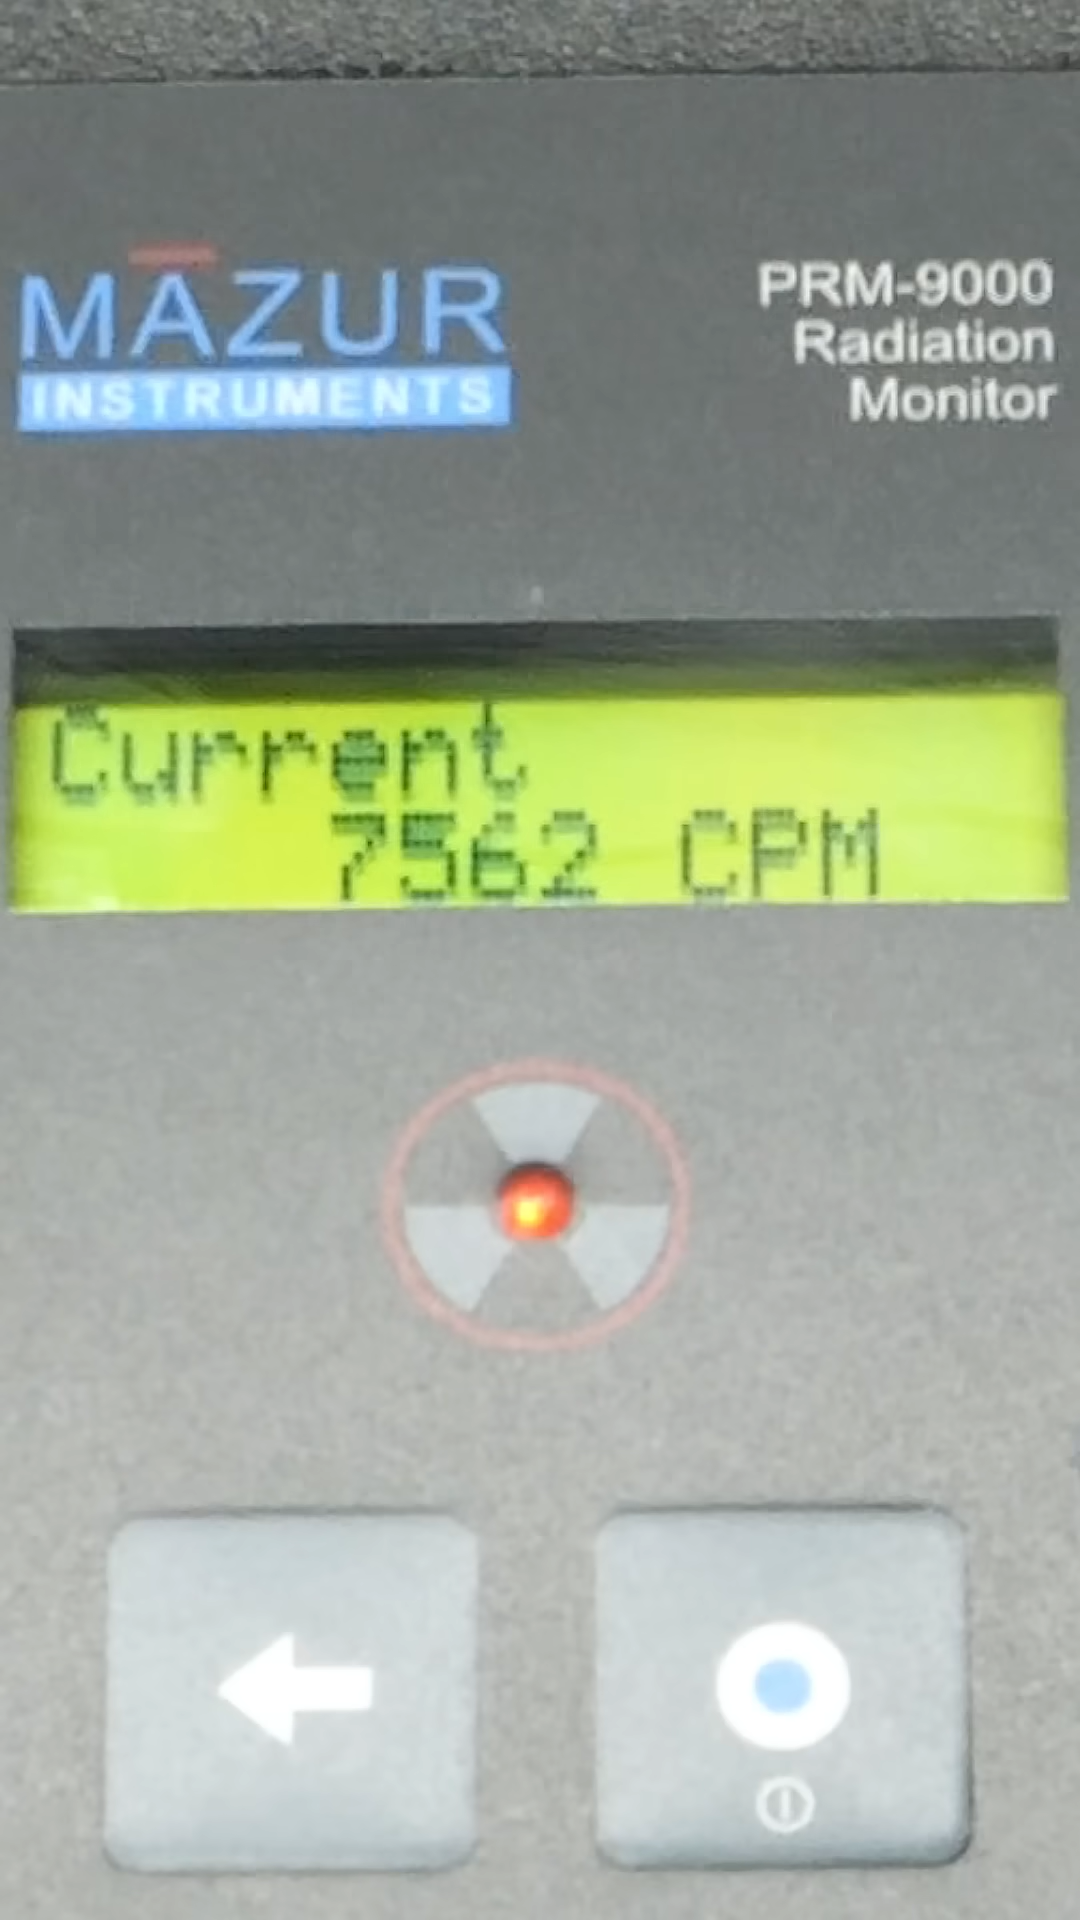 MAZUR
INSTRUMENTS
PRM-9000
Radiation
Monitor
Current
7562 CPM